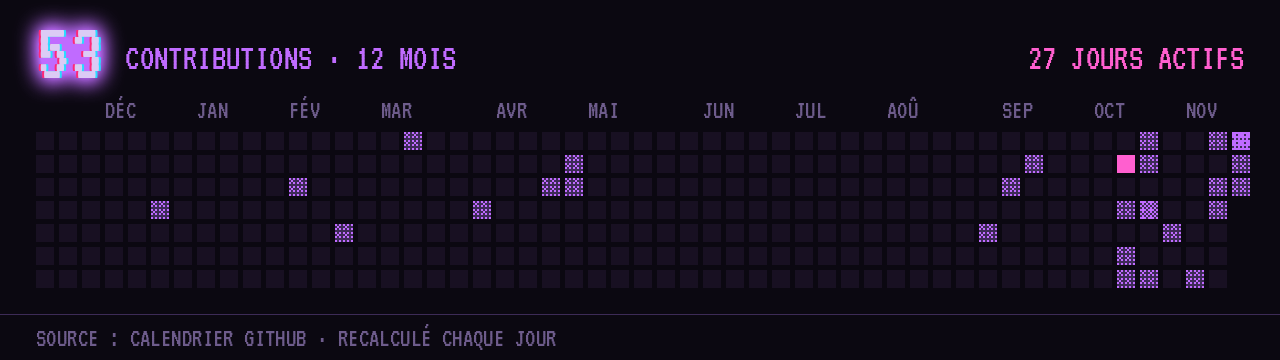 53 CONTRIBUTIONS · 12 MOIS
27 JOURS ACTIFS
DÉC JAN FÉV MAR AVR MAI JUN JUL AOÛ SEP OCT NOV
SOURCE : CALENDRIER GITHUB · RECALCULÉ CHAQUE JOUR